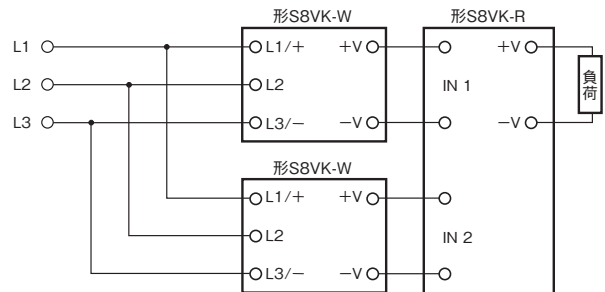 形S8VK-W
形S8VK-R
L1
L1/+
+V
+V
L2
L2
IN 1
負荷
L3
L3/−
−V
−V
形S8VK-W
L1/+
+V
L2
IN 2
L3/−
−V